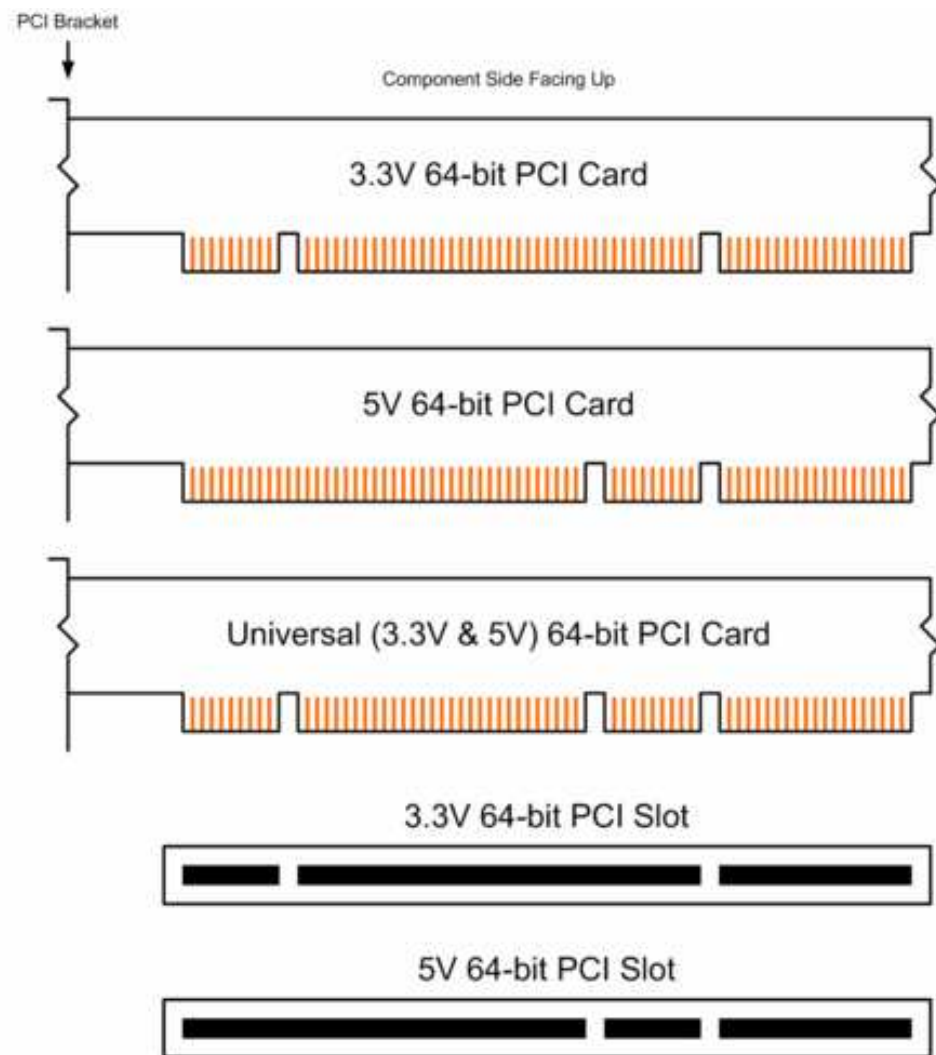 PCI Bracket
Component Side Facing Up
3.3V 64-bit PCI Card
5V 64-bit PCI Card
Universal (3.3V & 5V) 64-bit PCI Card
3.3V 64-bit PCI Slot
5V 64-bit PCI Slot